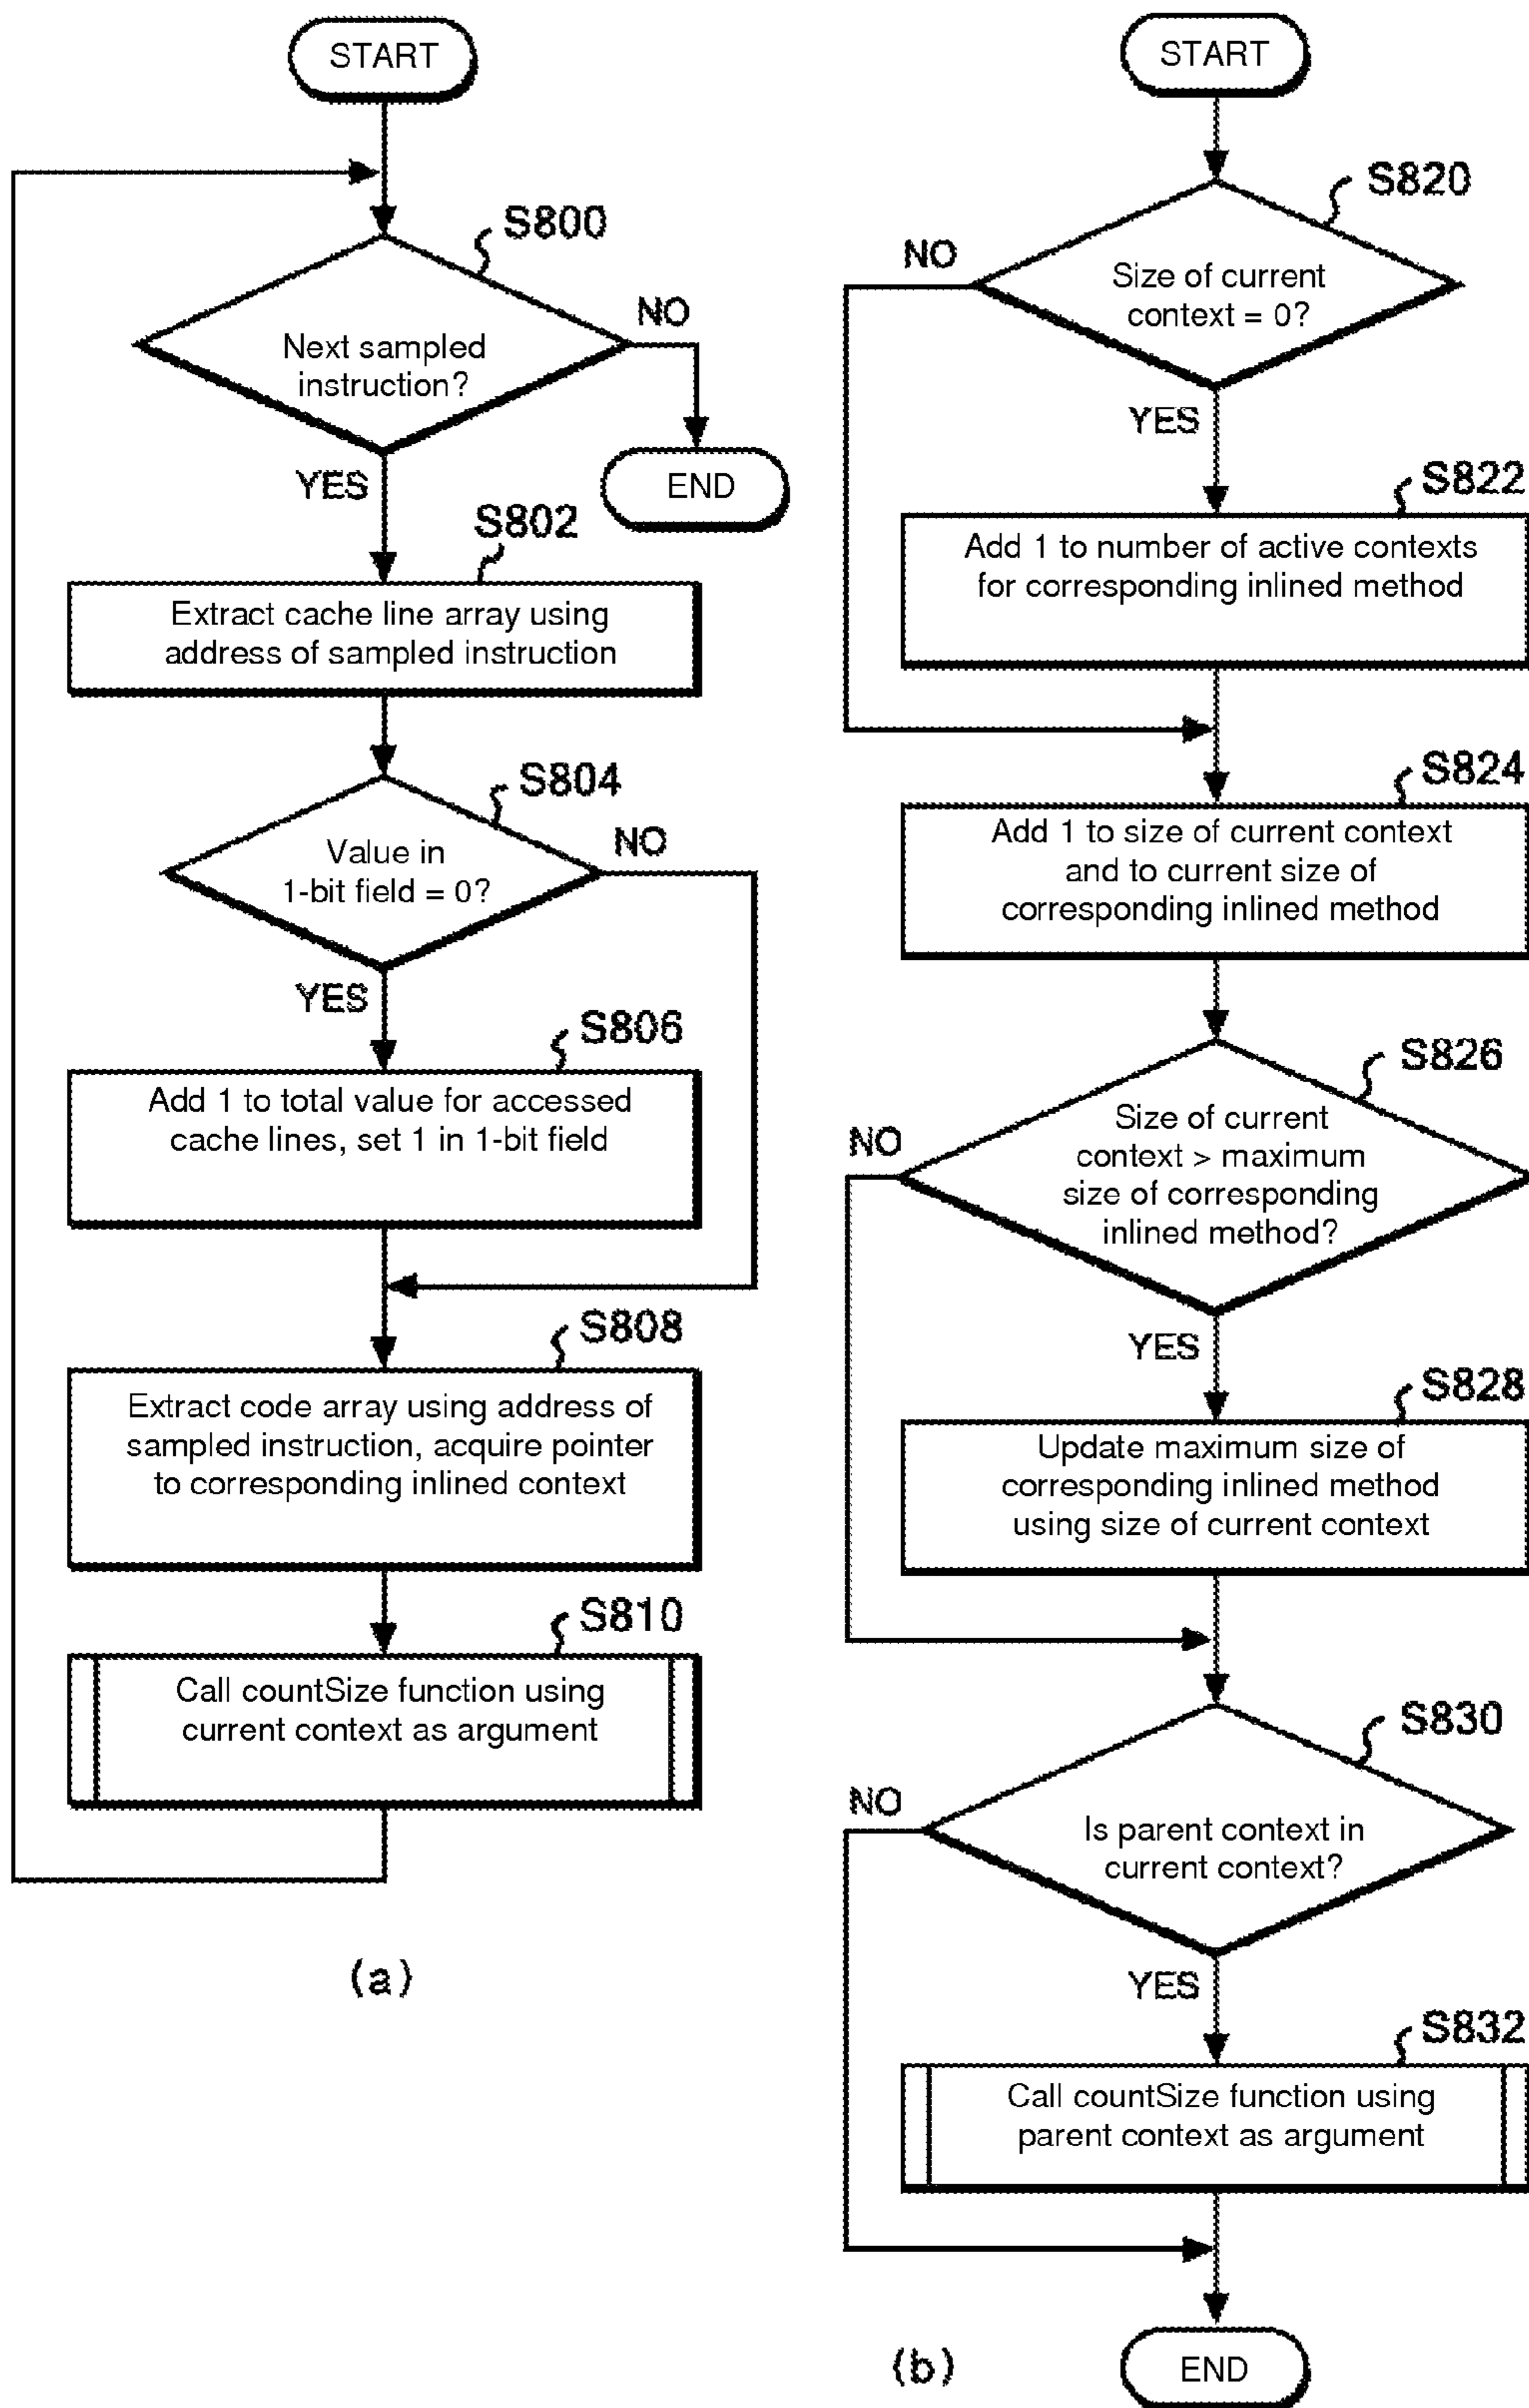 START
S800
Next sampled
instruction?
NO
END
YES
S802
Extract cache line array using
address of sampled instruction
S804
Value in
1-bit field = 0?
NO
YES
S806
Add 1 to total value for accessed
cache lines, set 1 in 1-bit field
S808
Extract code array using address of
sampled instruction, acquire pointer
to corresponding inlined context
S810
Call countSize function using
current context as argument
(a)
START
S820
NO
Size of current
context = 0?
YES
S822
Add 1 to number of active contexts
for corresponding inlined method
S824
Add 1 to size of current context
and to current size of
corresponding inlined method
S826
NO
Size of current
context > maximum
size of corresponding
inlined method?
YES
S828
Update maximum size of
corresponding inlined method
using size of current context
S830
NO
Is parent context in
current context?
YES
S832
Call countSize function using
parent context as argument
END
(b)